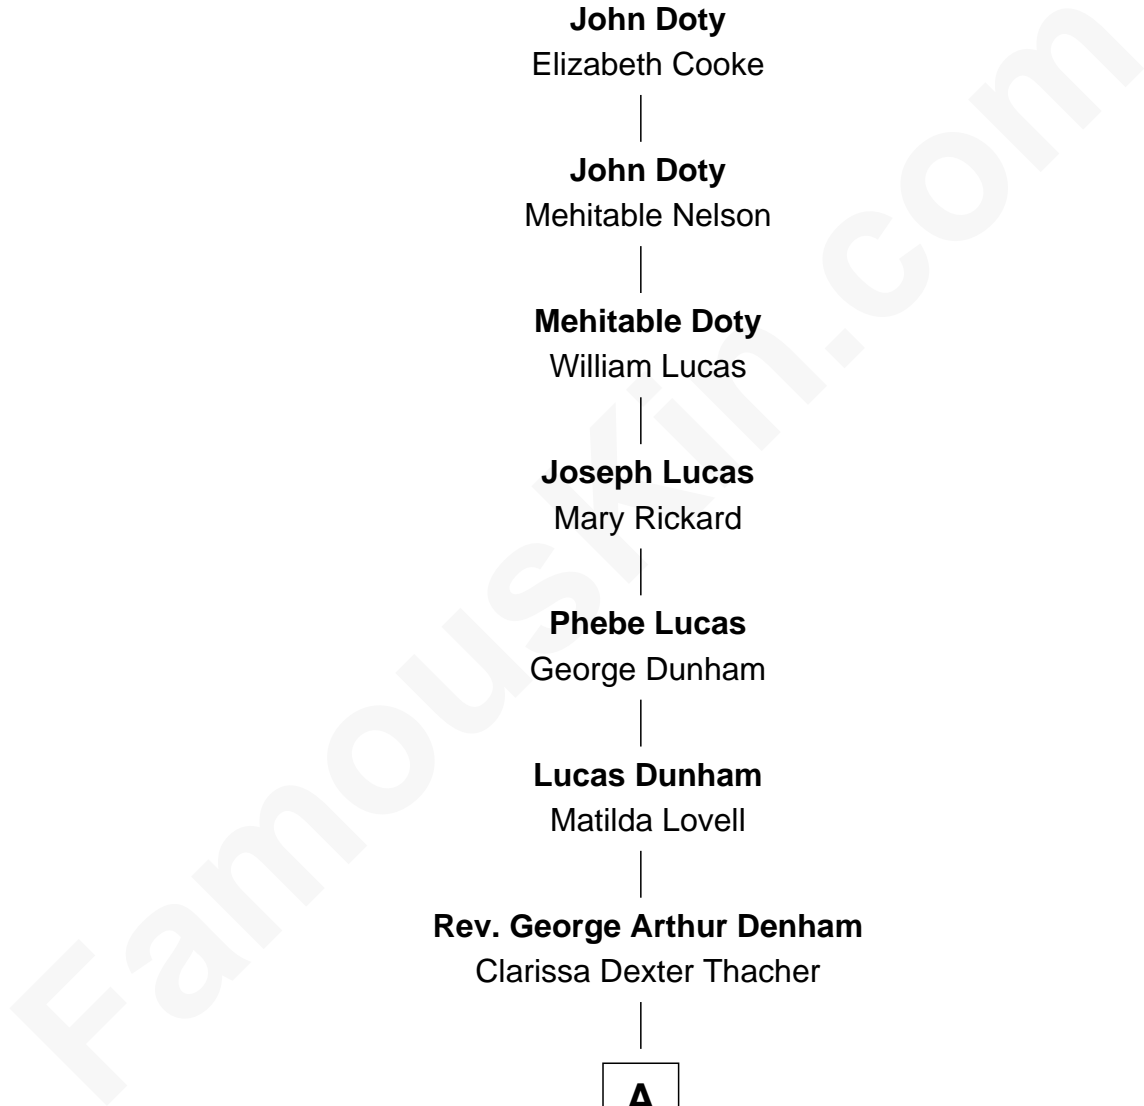 John Doty
Elizabeth Cooke
John Doty
Mehitable Nelson
Mehitable Doty
William Lucas
Joseph Lucas
Mary Rickard
Phebe Lucas
George Dunham
Lucas Dunham
Matilda Lovell
Rev. George Arthur Denham
Clarissa Dexter Thacher
A
FamousKin.com